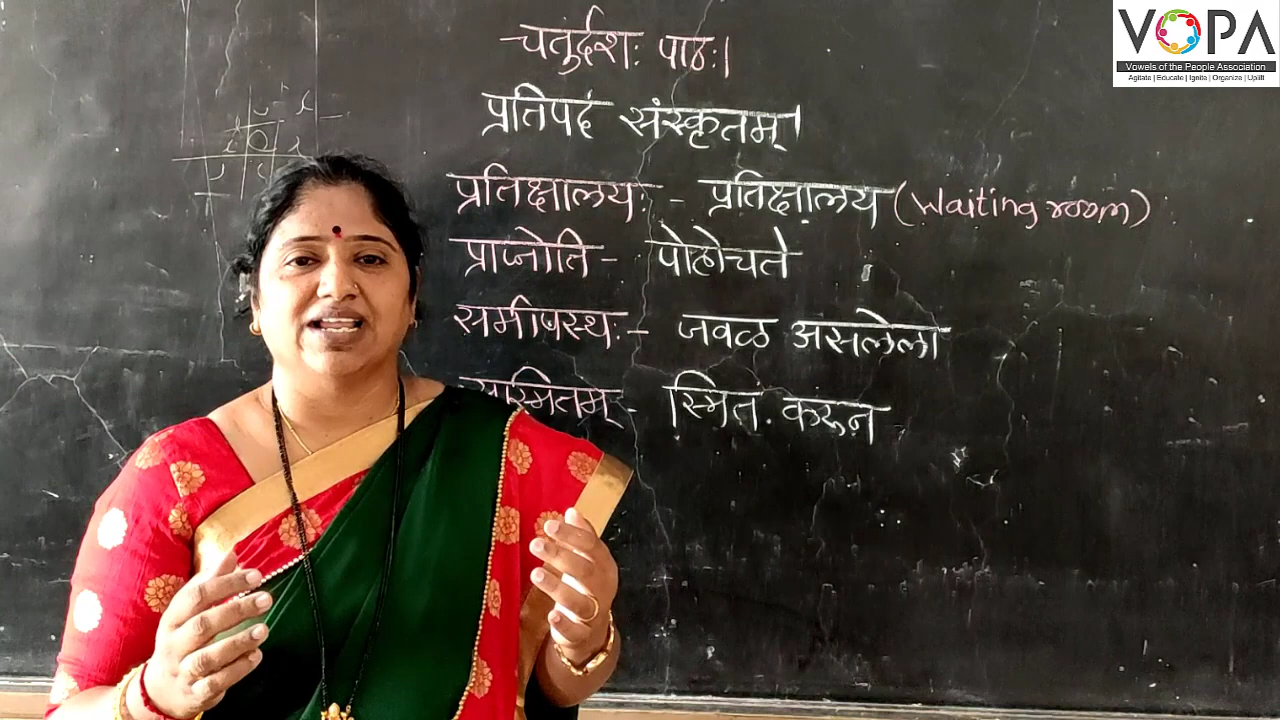 चतुर्दशः पाठः।
प्रतिपदं संस्कृतम्।
प्रतिक्षालयः - प्रतिक्षालय (Waiting room)
प्राप्नोति - पोहोचते
समीपस्थः - जवळ असलेला
सस्मितम् - स्मित करून
VOPA
Vowels of the People Association
Agitate | Educate | Ignite | Organize | Uplift